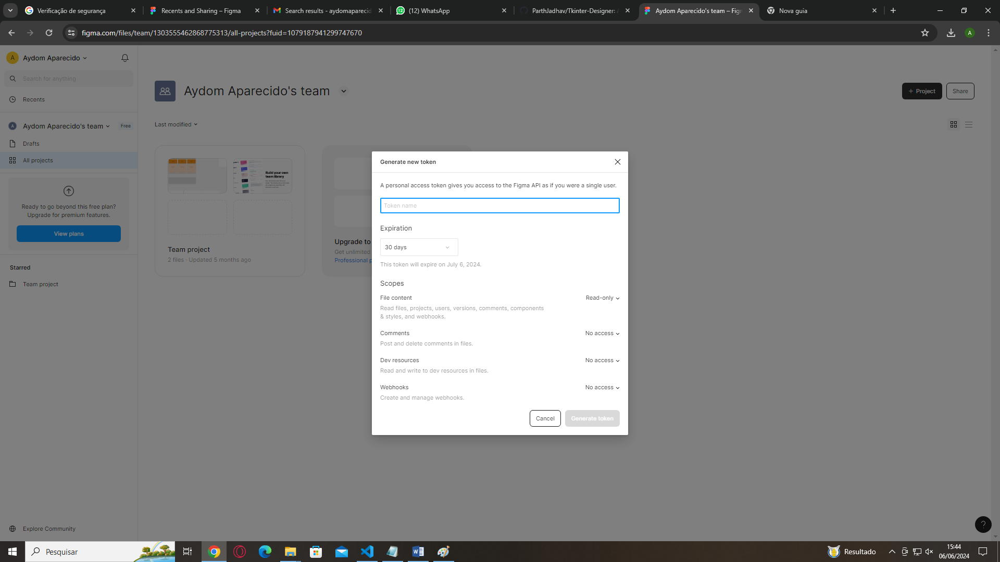 Verificação de segurança
Recents and Sharing – Figma
Search results - aydomaparecid
(12) WhatsApp
ParthJadhav/Tkinter-Designer: A
Aydom Aparecido's team – Fig
Nova guia
figma.com/files/team/1303555462868775313/all-projects?fuid=1079187941299747670
A
A
Aydom Aparecido
Search for anything
Recents
A
Aydom Aparecido's team
Free
Drafts
All projects
Ready to go beyond this free plan?
Upgrade for premium features.
View plans
Starred
Team project
Explore Community
Aydom Aparecido's team
+ Project
Share
Last modified
Build your own
team library
Team project
2 files · Updated 5 months ago
Upgrade to
Get unlimited
Professional p
Generate new token
A personal access token gives you access to the Figma API as if you were a single user.
Token name
Expiration
30 days
This token will expire on July 6, 2024.
Scopes
File content
Read-only
Read files, projects, users, versions, comments, components
& styles, and webhooks.
Comments
No access
Post and delete comments in files.
Dev resources
No access
Read and write to dev resources in files.
Webhooks
No access
Create and manage webhooks.
Cancel
Generate token
?
Pesquisar
Resultado
15:44
06/06/2024